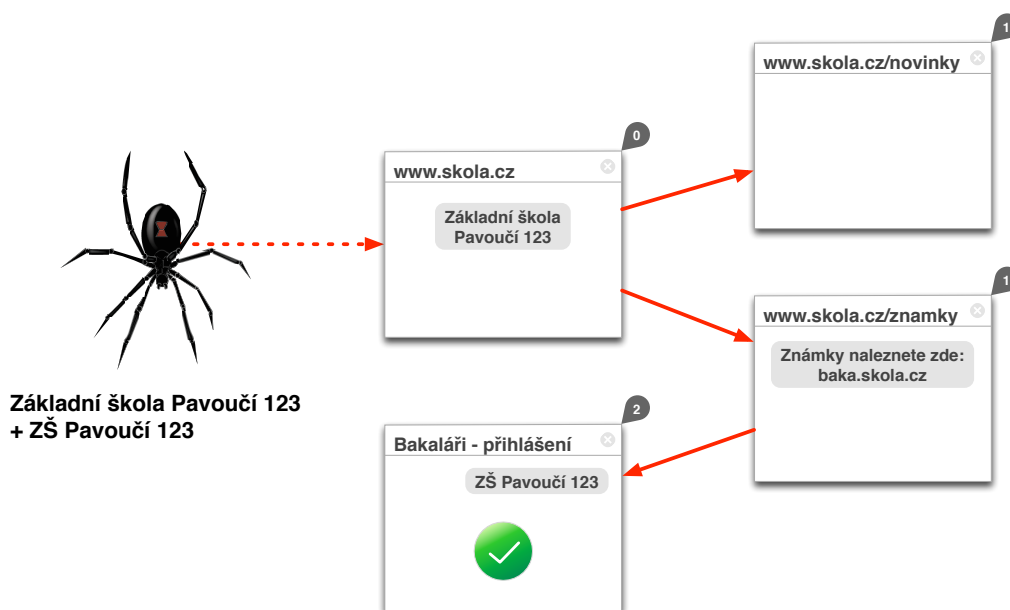 Základní škola Pavoučí 123
+ ZŠ Pavoučí 123
0
www.skola.cz
Základní škola
Pavoučí 123
1
www.skola.cz/novinky
1
www.skola.cz/znamky
Známky naleznete zde:
baka.skola.cz
2
Bakaláři - přihlášení
ZŠ Pavoučí 123